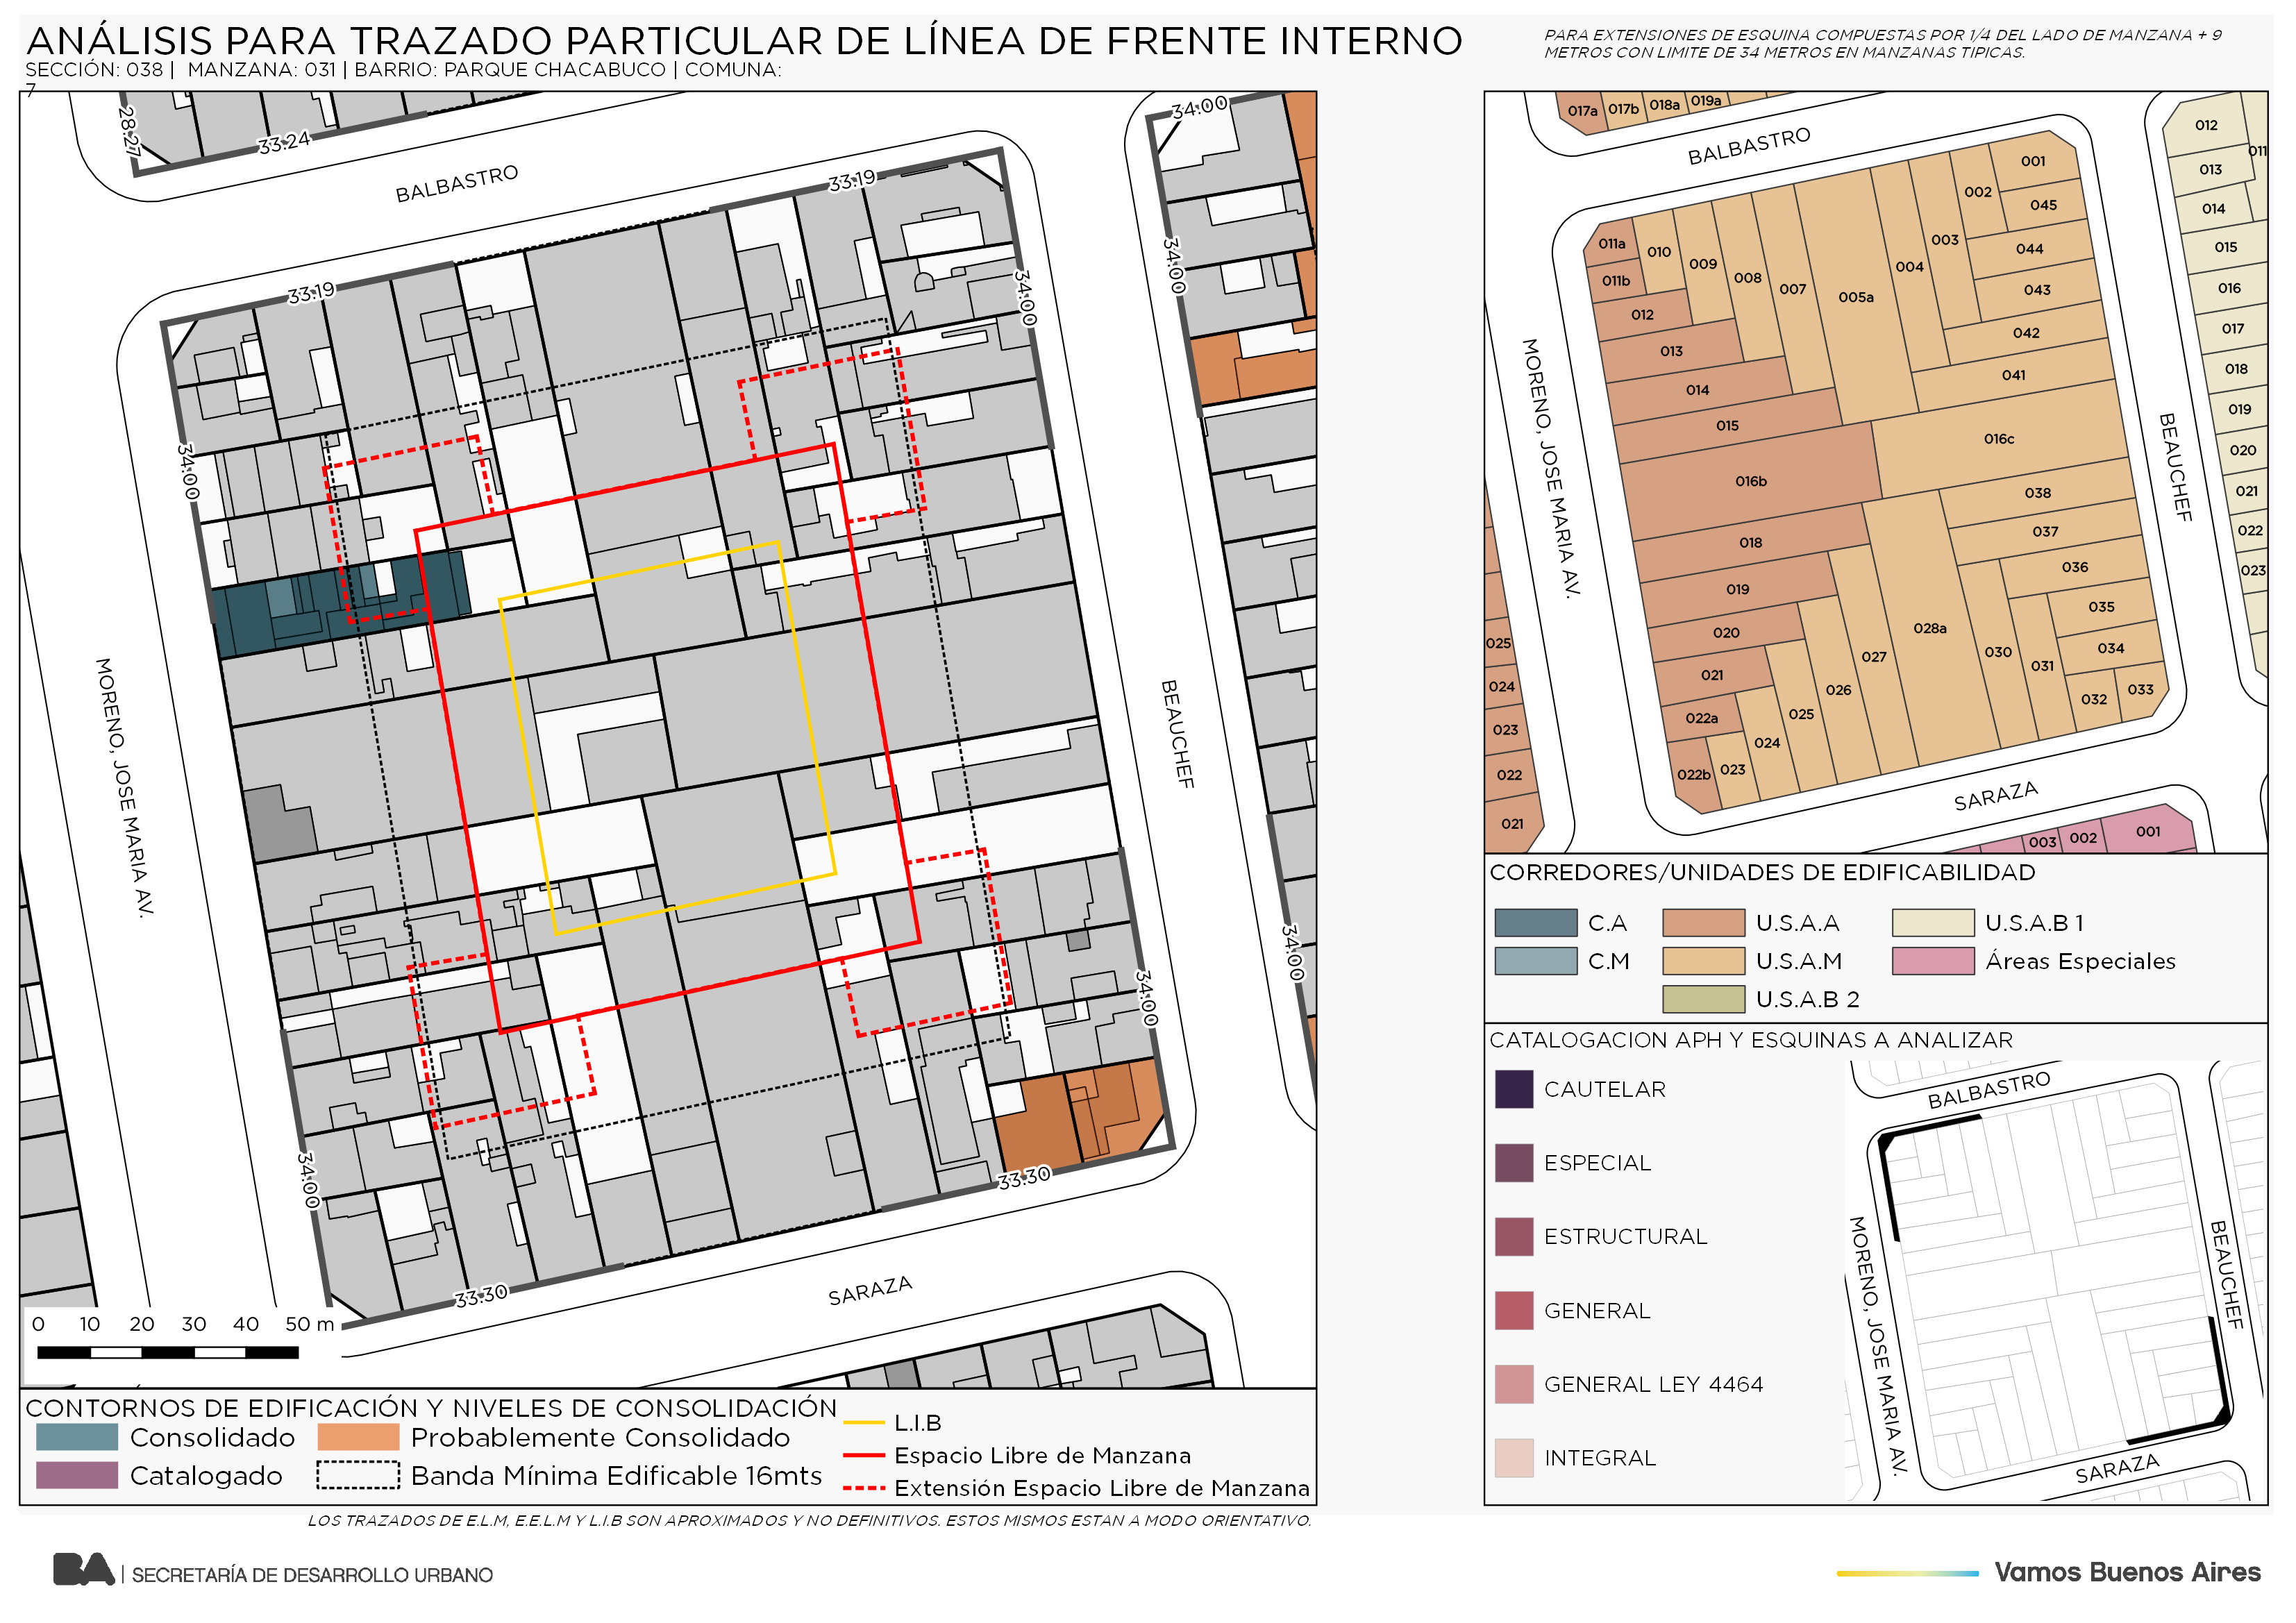 ANÁLISIS PARA TRAZADO PARTICULAR DE LÍNEA DE FRENTE INTERNO
SECCIÓN: 038 | MANZANA: 031 | BARRIO: PARQUE CHACABUCO | COMUNA:
7
PARA EXTENSIONES DE ESQUINA COMPUESTAS POR 1/4 DEL LADO DE MANZANA + 9
METROS CON LIMITE DE 34 METROS EN MANZANAS TIPICAS.
28.27
33.24
BALBASTRO
33.19
33.19
34.00
34.00
34.00
34.00
MORENO, JOSE MARIA AV.
BEAUCHEF
34.00
34.00
34.00
33.30
33.30
SARAZA
0 10 20 30 40 50 m
CONTORNOS DE EDIFICACIÓN Y NIVELES DE CONSOLIDACIÓN
Consolidado
Probablemente Consolidado
Catalogado
Banda Mínima Edificable 16mts
L.I.B
Espacio Libre de Manzana
Extensión Espacio Libre de Manzana
LOS TRAZADOS DE E.L.M, E.E.L.M Y L.I.B SON APROXIMADOS Y NO DEFINITIVOS. ESTOS MISMOS ESTAN A MODO ORIENTATIVO.
017a 017b 018a 019a
BALBASTRO
012
011
013
014
015
016
017
018
019
020
021
022
023
001
002
045
003
044
004
043
005a
042
041
007
008
009
010
011a
011b
012
013
014
015
016b
016c
018
038
037
019
036
020
035
021
034
022a
033
022b
023
024
025
026
027
028a
030
031
032
025
024
023
022
021
MORENO, JOSE MARIA AV.
BEAUCHEF
SARAZA
003 002 001
CORREDORES/UNIDADES DE EDIFICABILIDAD
C.A
U.S.A.A
U.S.A.B 1
C.M
U.S.A.M
Áreas Especiales
U.S.A.B 2
CATALOGACION APH Y ESQUINAS A ANALIZAR
CAUTELAR
ESPECIAL
ESTRUCTURAL
GENERAL
GENERAL LEY 4464
INTEGRAL
BALBASTRO
MORENO, JOSE MARIA AV.
BEAUCHEF
SARAZA
BA | SECRETARÍA DE DESARROLLO URBANO
Vamos Buenos Aires